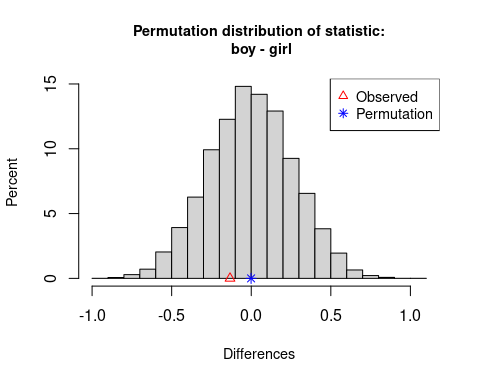 Permutation distribution of statistic:
boy - girl
Observed
Permutation
Percent
15
10
5
0
-1.0 -0.5 0.0 0.5 1.0
Differences